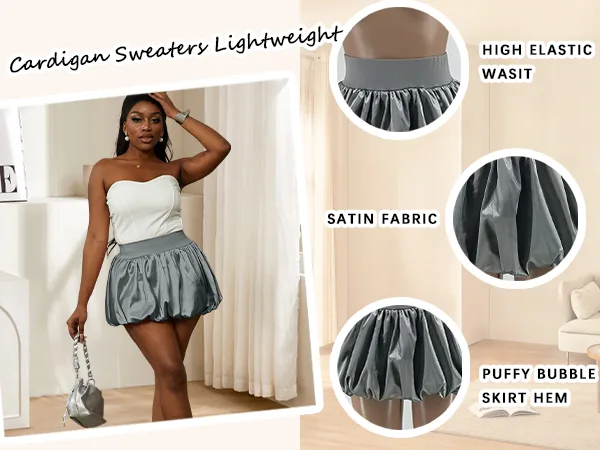 Cardigan Sweaters Lightweight
HIGH ELASTIC
WASIT
SATIN FABRIC
PUFFY BUBBLE
SKIRT HEM